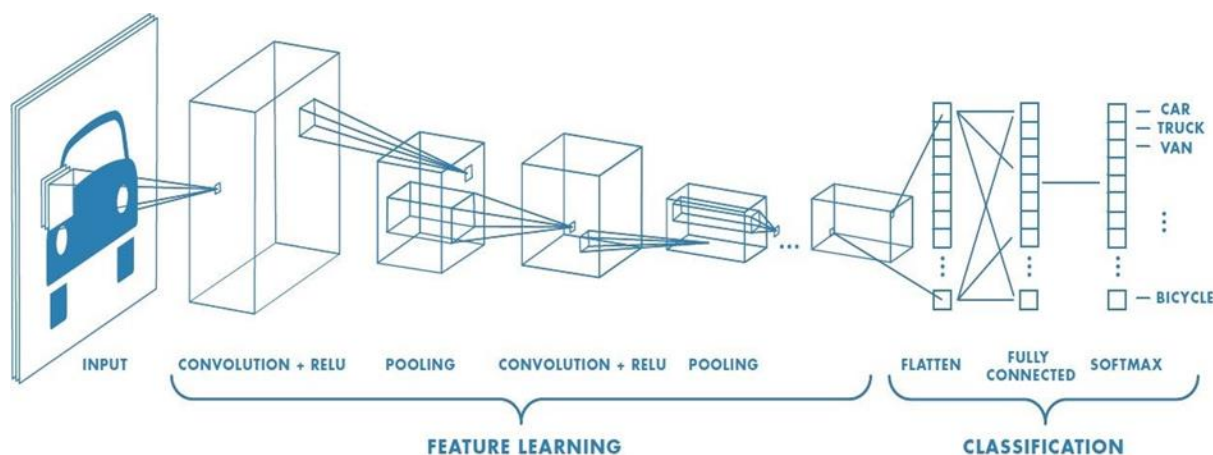 CAR
TRUCK
VAN
BICYCLE
INPUT
CONVOLUTION + RELU
POOLING
CONVOLUTION + RELU
POOLING
FLATTEN
FULLY
CONNECTED
SOFTMAX
FEATURE LEARNING
CLASSIFICATION